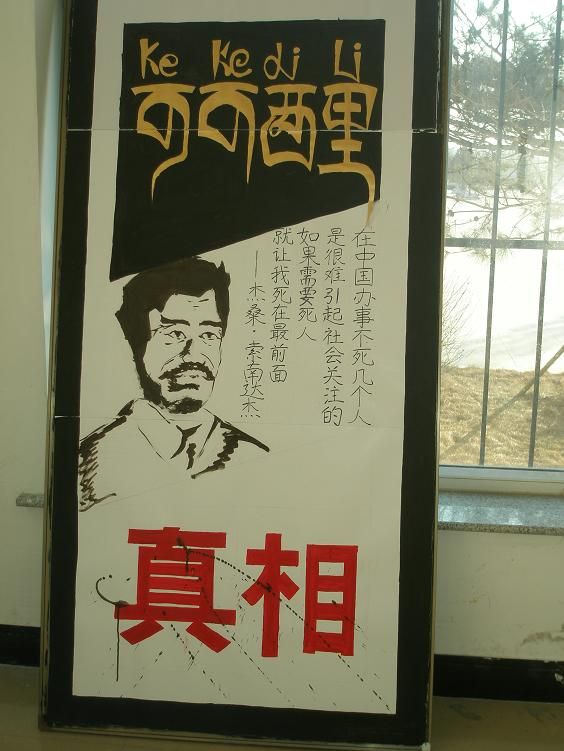 Ke Ke di Li
可可西里
在中国办事不死几个人
是很难引起社会关注的
如果需要死人
就让我死在最前面
——杰桑·索南达杰
真相